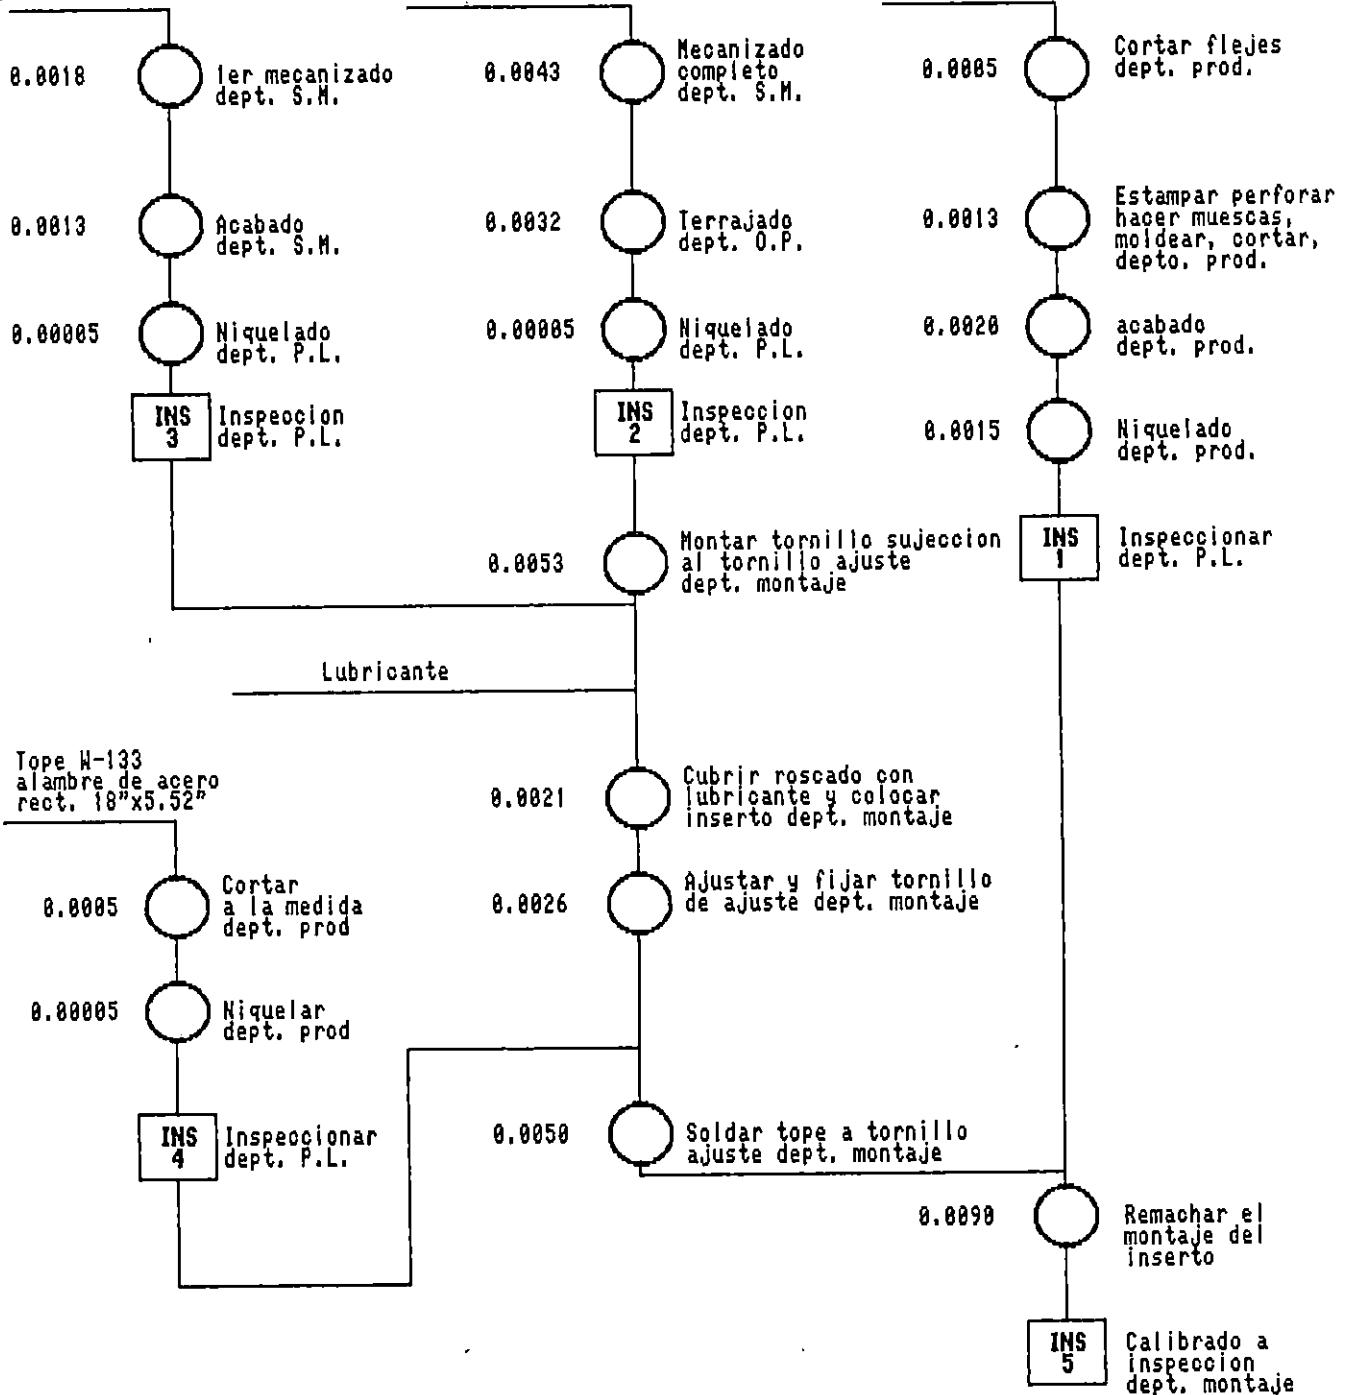 0.0018
1er mecanizado
dept. S.M.
0.0013
Acabado
dept. S.M.
0.00005
Niquelado
dept. P.L.
INS
3
Inspeccion
dept. P.L.
0.0043
Mecanizado
completo
dept. S.M.
0.0032
Terrajado
dept. O.P.
0.00005
Niquelado
dept. P.L.
INS
2
Inspeccion
dept. P.L.
0.0053
Montar tornillo sujeccion
al tornillo ajuste
dept. montaje
0.0005
Cortar flejes
dept. prod.
0.0013
Estampar perforar
hacer muescas,
moldear, cortar,
depto. prod.
0.0020
acabado
dept. prod.
0.0015
Niquelado
dept. prod.
INS
1
Inspeccionar
dept. P.L.
Lubricante
Tope W-133
alambre de acero
rect. 18"x5.52"
0.0005
Cortar
a la medida
dept. prod
0.00005
Niquelar
dept. prod
INS
4
Inspeccionar
dept. P.L.
0.0021
Cubrir roscado con
lubricante y colocar
inserto dept. montaje
0.0026
Ajustar y fijar tornillo
de ajuste dept. montaje
0.0050
Soldar tope a tornillo
ajuste dept. montaje
0.0090
Remachar el
montaje del
inserto
INS
5
Calibrado a
inspeccion
dept. montaje